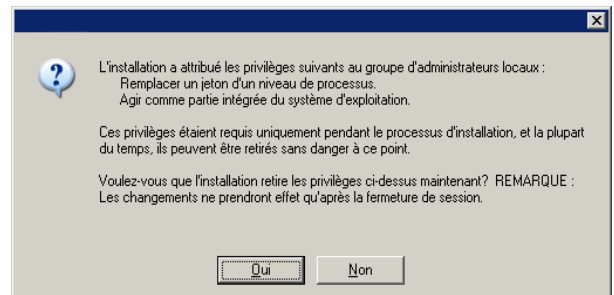 L'installation a attribué les privilèges suivants au groupe d'administrateurs locaux :
Remplacer un jeton d'un niveau de processus.
Agir comme partie intégrée du système d'exploitation.
Ces privilèges étaient requis uniquement pendant le processus d'installation, et la plupart
du temps, ils peuvent être retirés sans danger à ce point.
Voulez-vous que l'installation retire les privilèges ci-dessus maintenant? REMARQUE :
Les changements ne prendront effet qu'après la fermeture de session.
Oui
Non